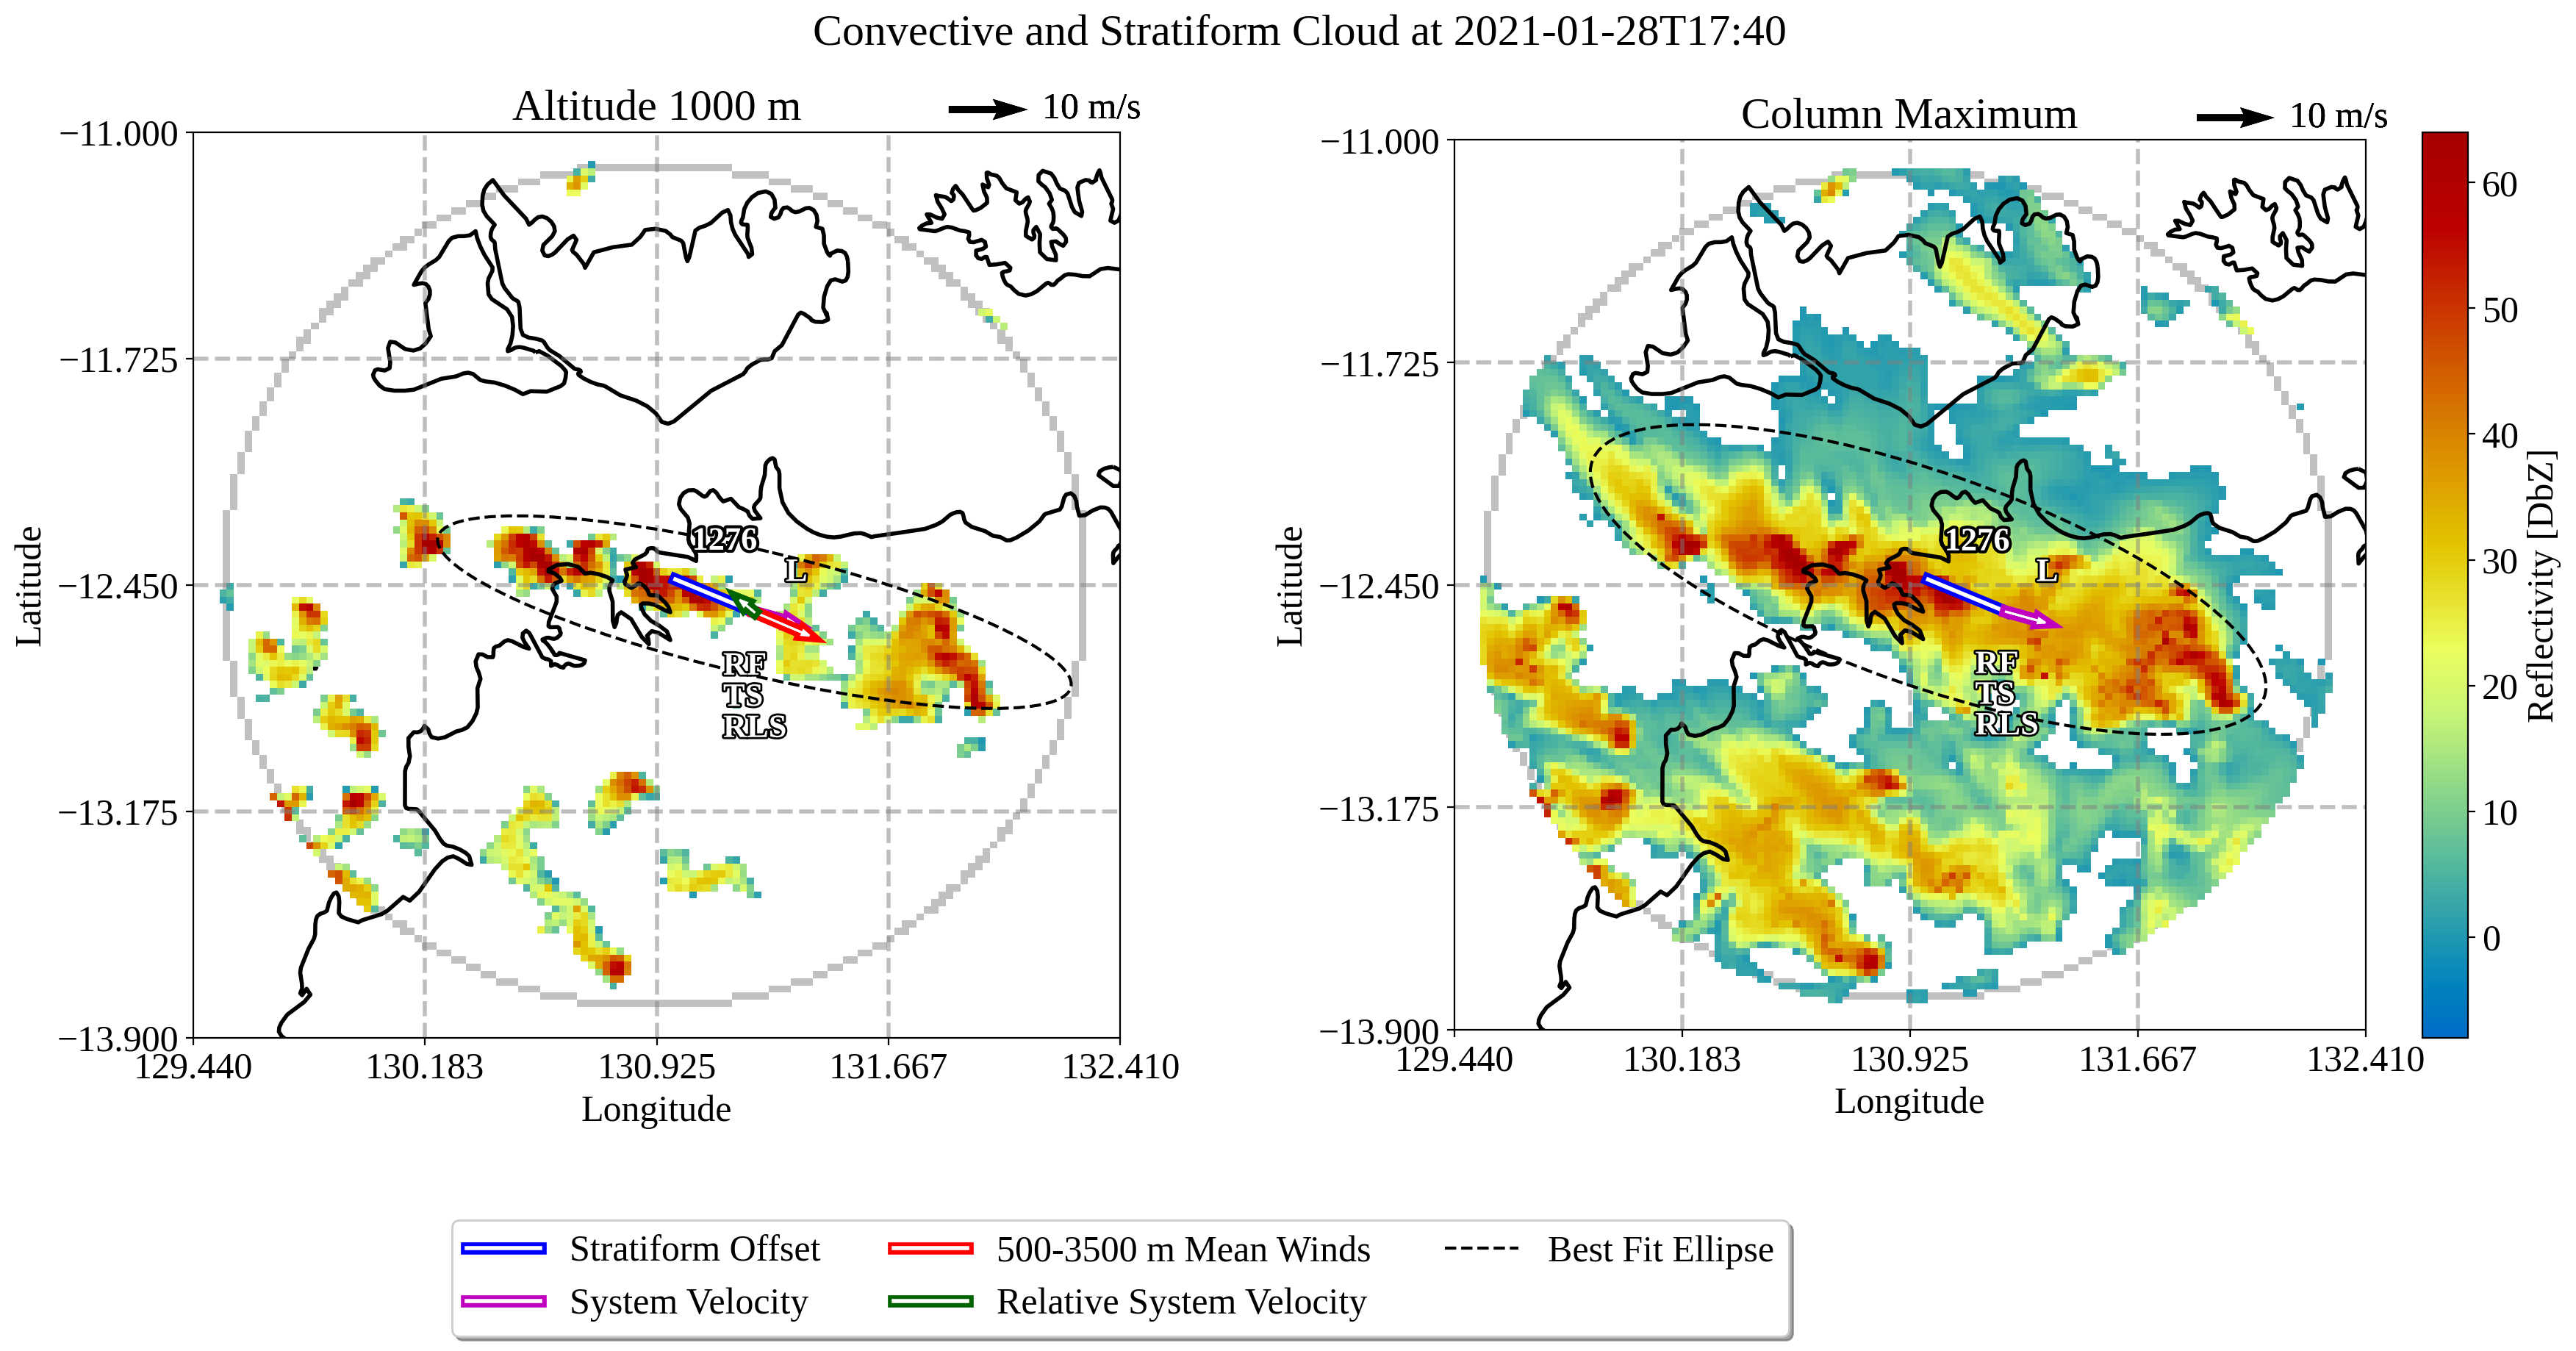 Convective and Stratiform Cloud at 2021-01-28T17:40
Altitude 1000 m
10 m/s
−11.000
−11.725
−12.450
−13.175
−13.900
Latitude
1276
L
RF
TS
RLS
129.440
130.183
130.925
131.667
132.410
Longitude
Column Maximum
10 m/s
−11.000
−11.725
−12.450
−13.175
−13.900
Latitude
1276
L
RF
TS
RLS
129.440
130.183
130.925
131.667
132.410
Longitude
60
50
40
30
20
10
0
Reflectivity [DbZ]
Stratiform Offset
500-3500 m Mean Winds
Best Fit Ellipse
System Velocity
Relative System Velocity